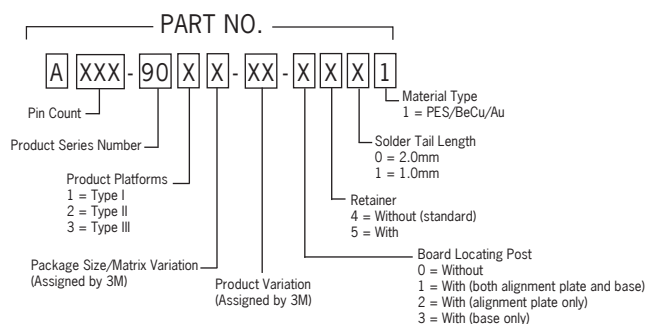 PART NO.
A XXX - 90 X X - XX - X X X 1
Material Type
1 = PES/BeCu/Au
Pin Count
Solder Tail Length
0 = 2.0mm
1 = 1.0mm
Product Series Number
Product Platforms
1 = Type I
2 = Type II
3 = Type III
Retainer
4 = Without (standard)
5 = With
Package Size/Matrix Variation
(Assigned by 3M)
Product Variation
(Assigned by 3M)
Board Locating Post
0 = Without
1 = With (both alignment plate and base)
2 = With (alignment plate only)
3 = With (base only)